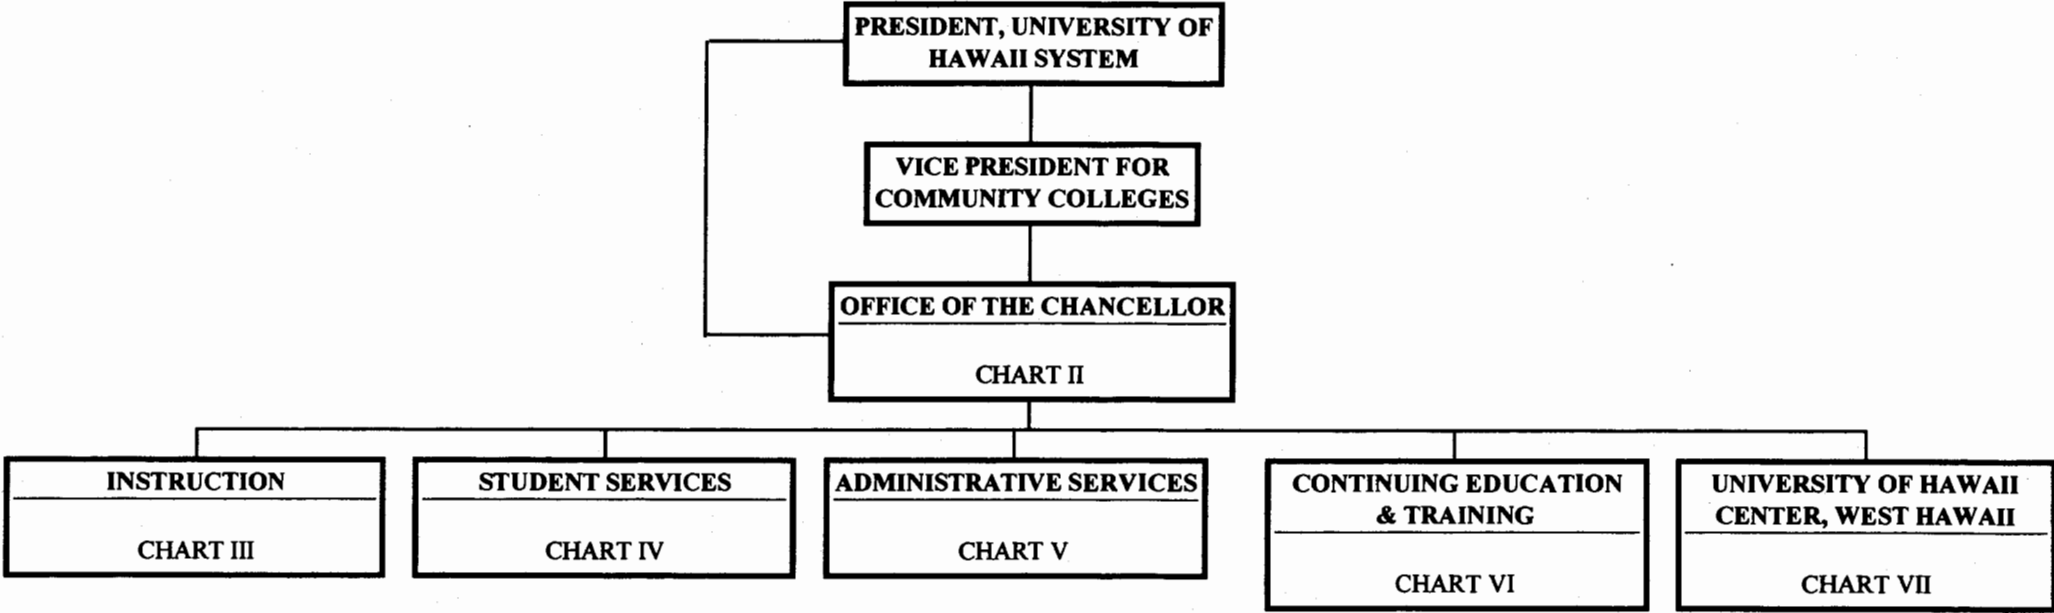 PRESIDENT, UNIVERSITY OF
HAWAII SYSTEM
VICE PRESIDENT FOR
COMMUNITY COLLEGES
OFFICE OF THE CHANCELLOR
CHART II
INSTRUCTION
CHART III
STUDENT SERVICES
CHART IV
ADMINISTRATIVE SERVICES
CHART V
CONTINUING EDUCATION
& TRAINING
CHART VI
UNIVERSITY OF HAWAII
CENTER, WEST HAWAII
CHART VII